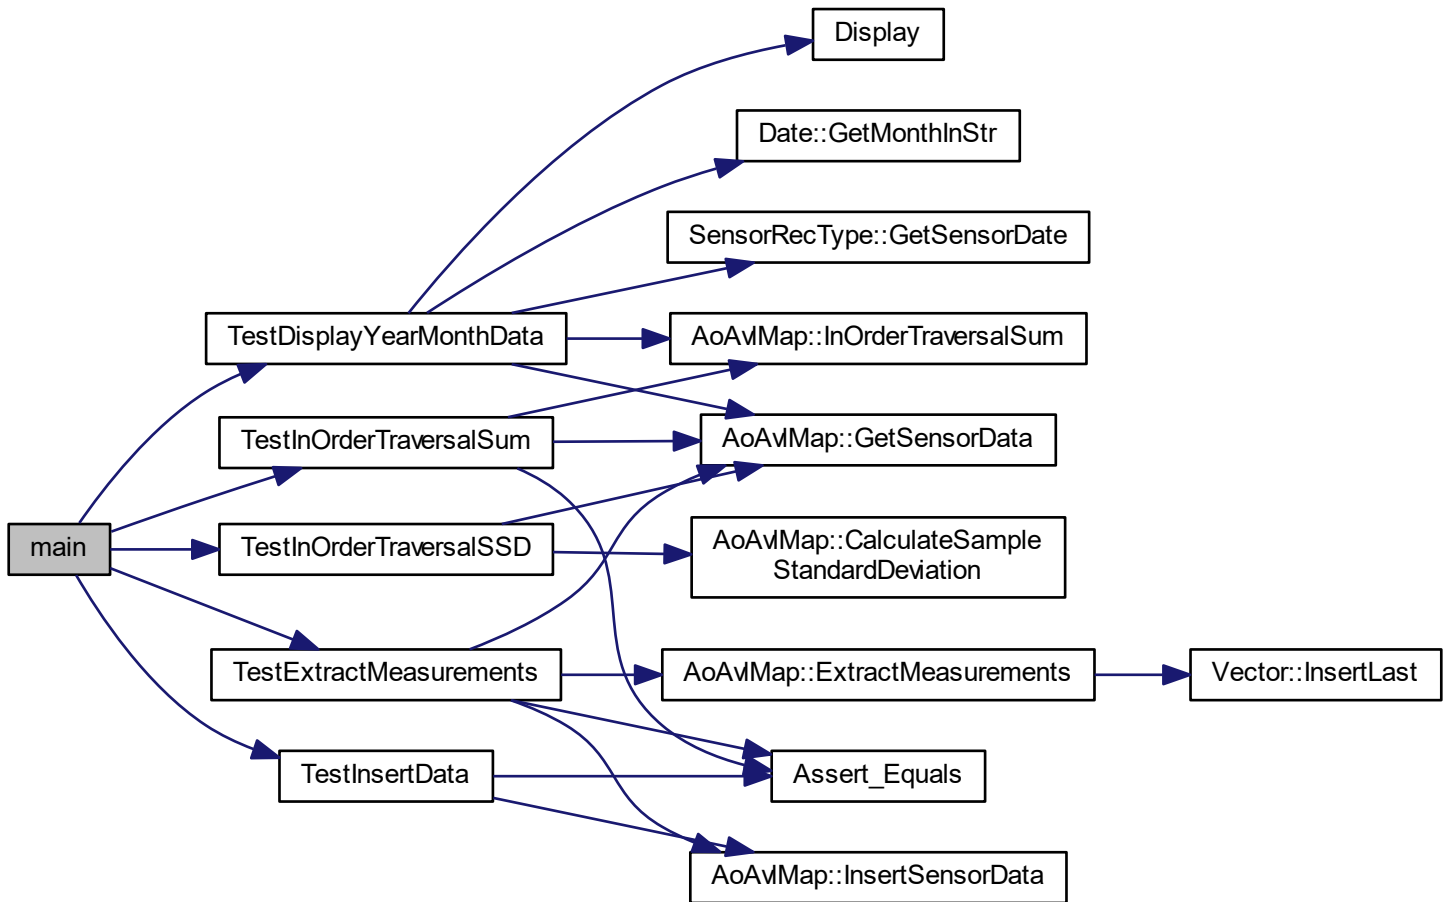 Display
Date::GetMonthInStr
SensorRecType::GetSensorDate
TestDisplayYearMonthData
AoAvlMap::InOrderTraversalSum
TestInOrderTraversalSum
AoAvlMap::GetSensorData
main
TestInOrderTraversalSSD
AoAvlMap::CalculateSample
StandardDeviation
TestExtractMeasurements
AoAvlMap::ExtractMeasurements
Vector::InsertLast
TestInsertData
Assert_Equals
AoAvlMap::InsertSensorData